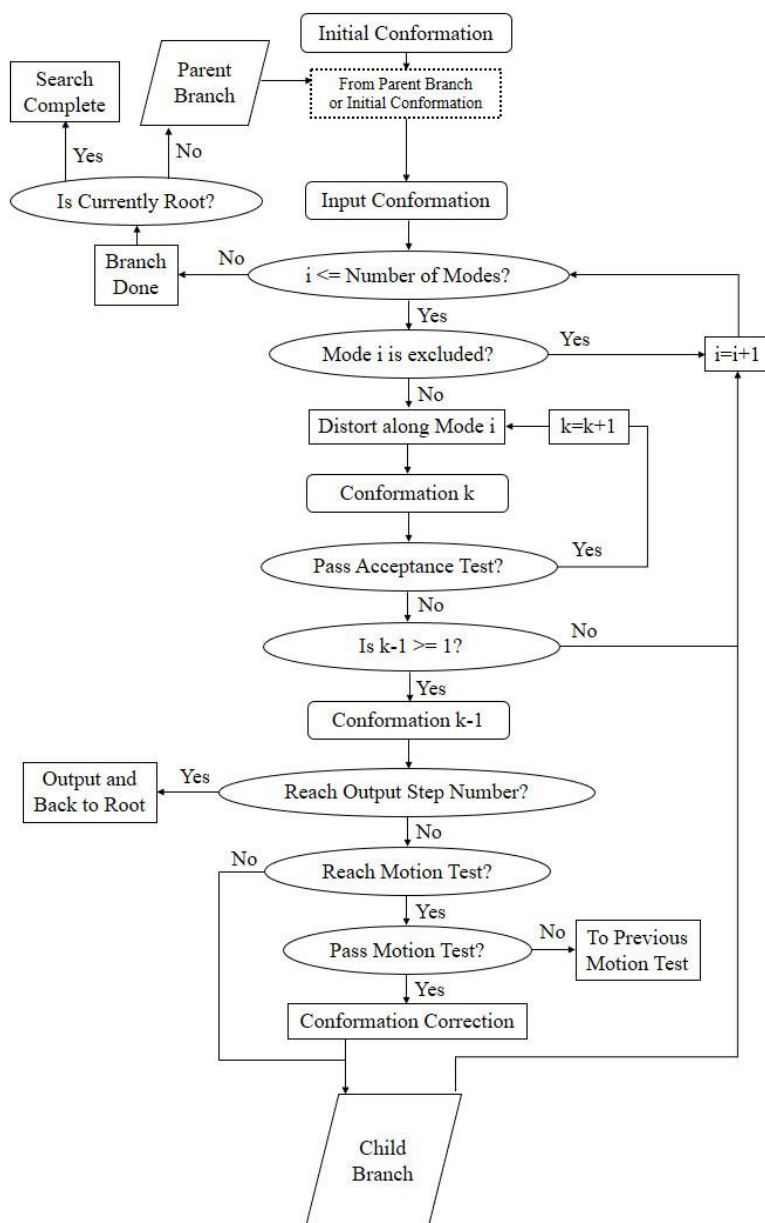 Initial Conformation
Parent
Branch
From Parent Branch
or Initial Conformation
Search
Complete
Yes
No
Is Currently Root?
Input Conformation
Branch
Done
No
i <= Number of Modes?
Yes
Mode i is excluded?
Yes
i=i+1
No
Distort along Mode i
k=k+1
Conformation k
Pass Acceptance Test?
Yes
No
Is k-1 >= 1?
No
Yes
Conformation k-1
Output and
Back to Root
Yes
Reach Output Step Number?
No
No
Reach Motion Test?
Yes
Pass Motion Test?
No
To Previous
Motion Test
Yes
Conformation Correction
Child
Branch